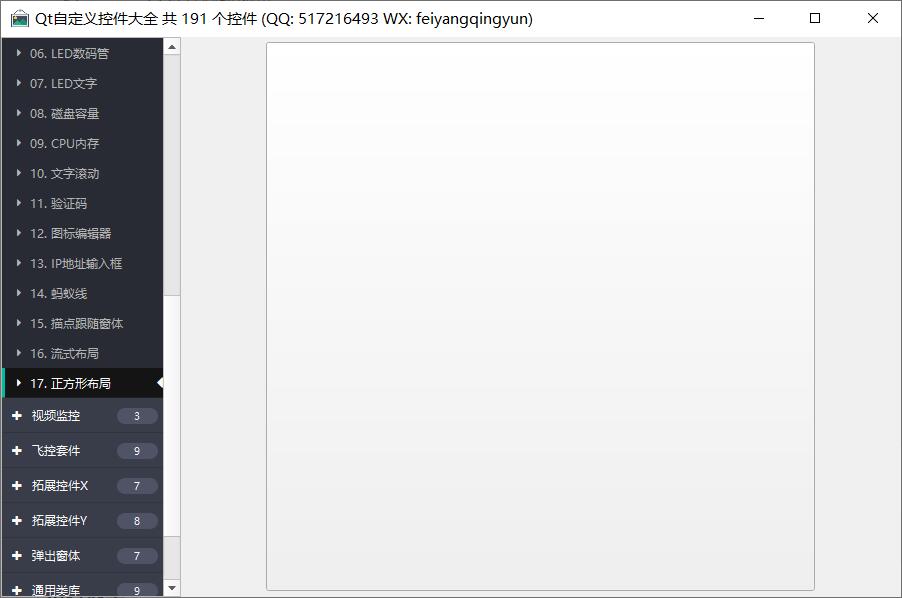 Qt自定义控件大全 共 191 个控件 (QQ: 517216493 WX: feiyangqingyun)
06. LED数码管
07. LED文字
08. 磁盘容量
09. CPU内存
10. 文字滚动
11. 验证码
12. 图标编辑器
13. IP地址输入框
14. 蚂蚁线
15. 描点跟随窗体
16. 流式布局
17. 正方形布局
视频监控 3
飞控套件 9
拓展控件X 7
拓展控件Y 8
弹出窗体 7
通用类库 9